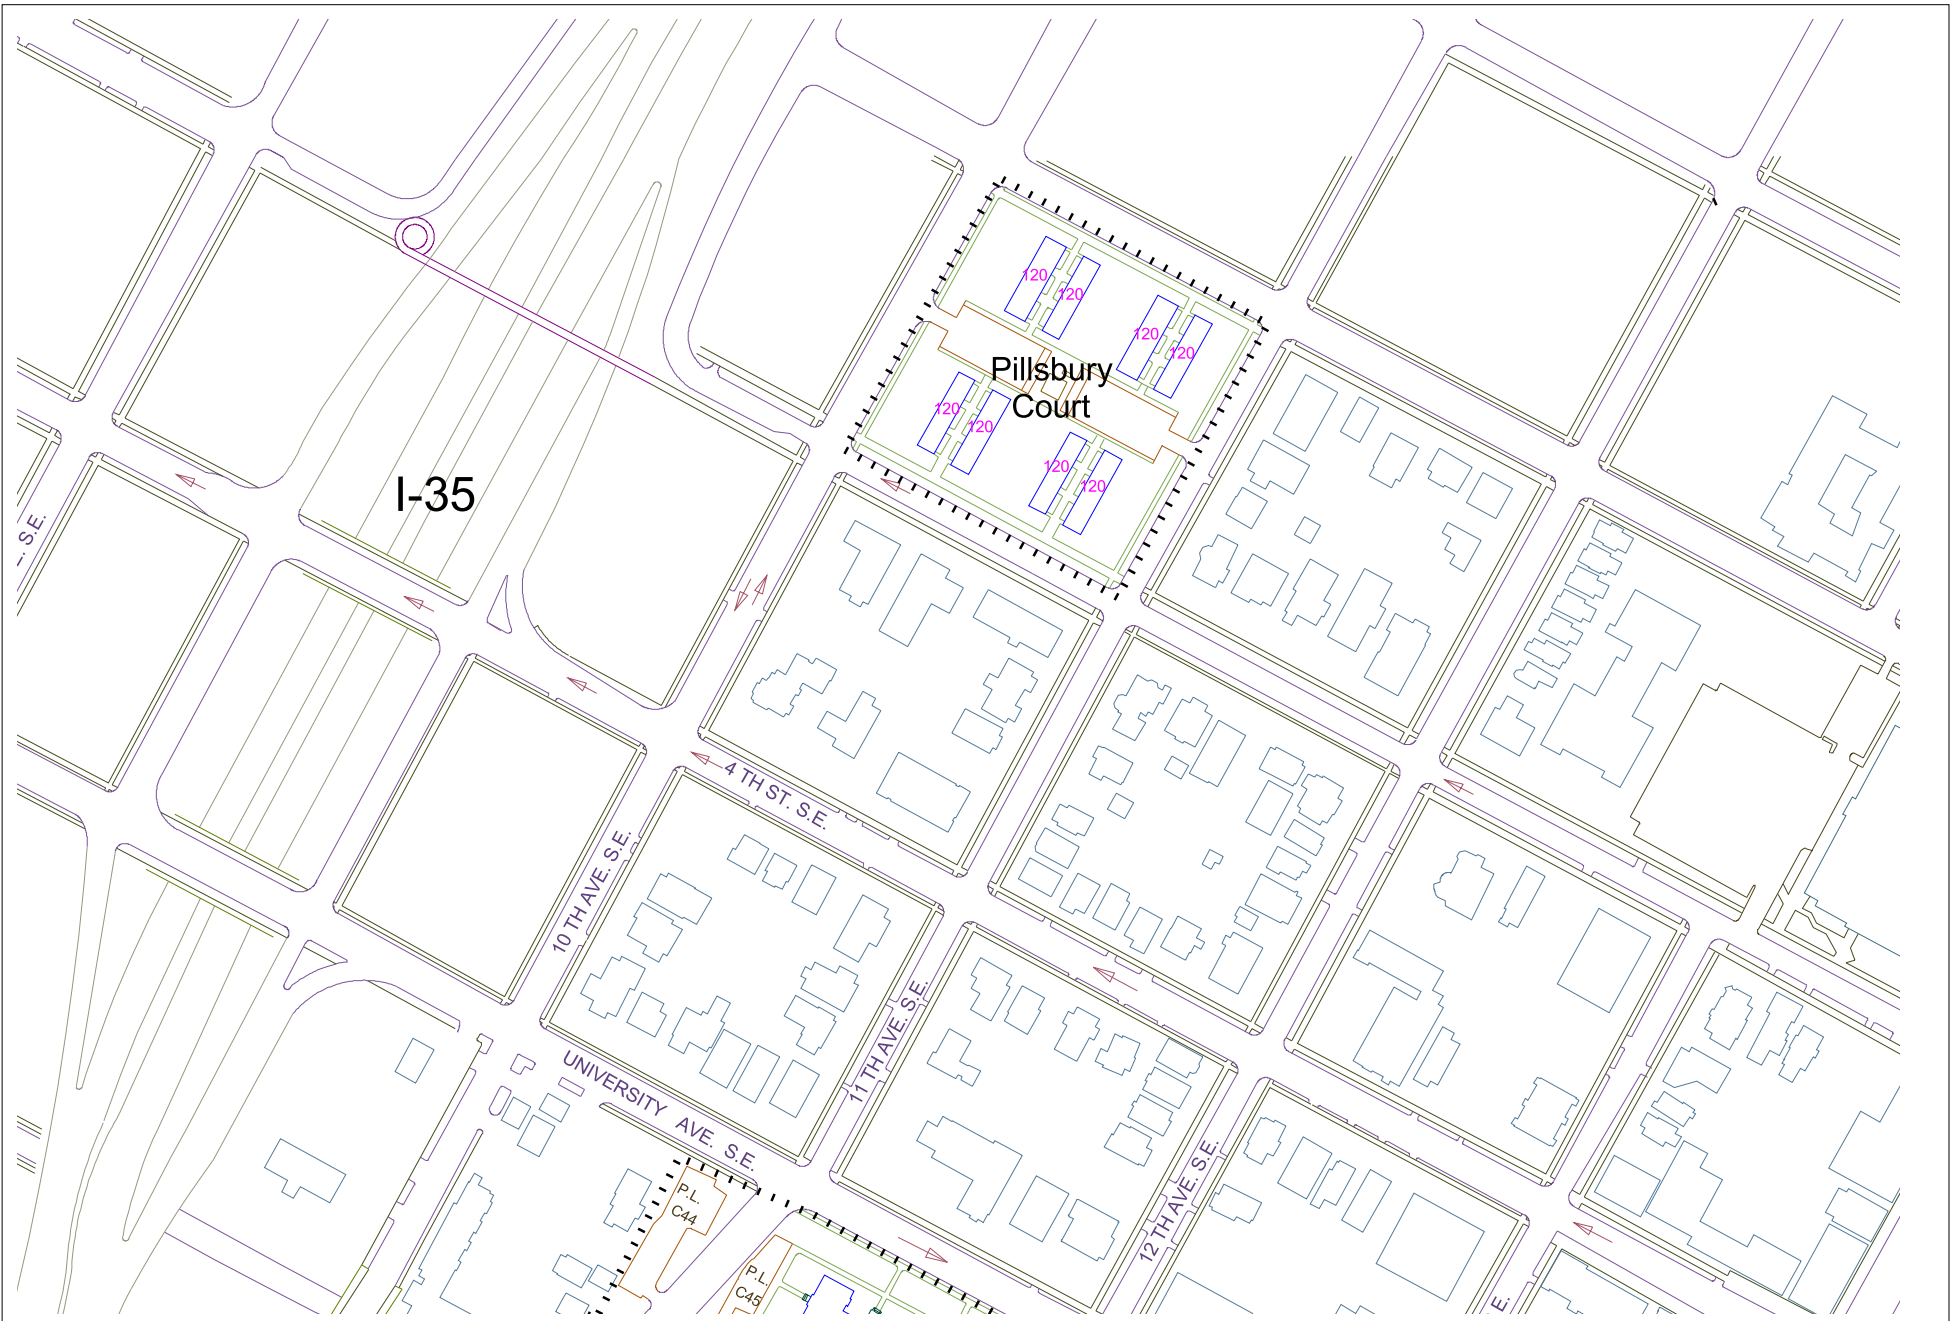 120
120
120
120
Pillsbury
Court
120
120
120
120
I-35
S.E.
4 TH ST. S.E.
10 TH AVE. S.E.
11 TH AVE. S.E.
UNIVERSITY AVE. S.E.
12 TH AVE. S.E.
P.L.
C44
P.L.
C45